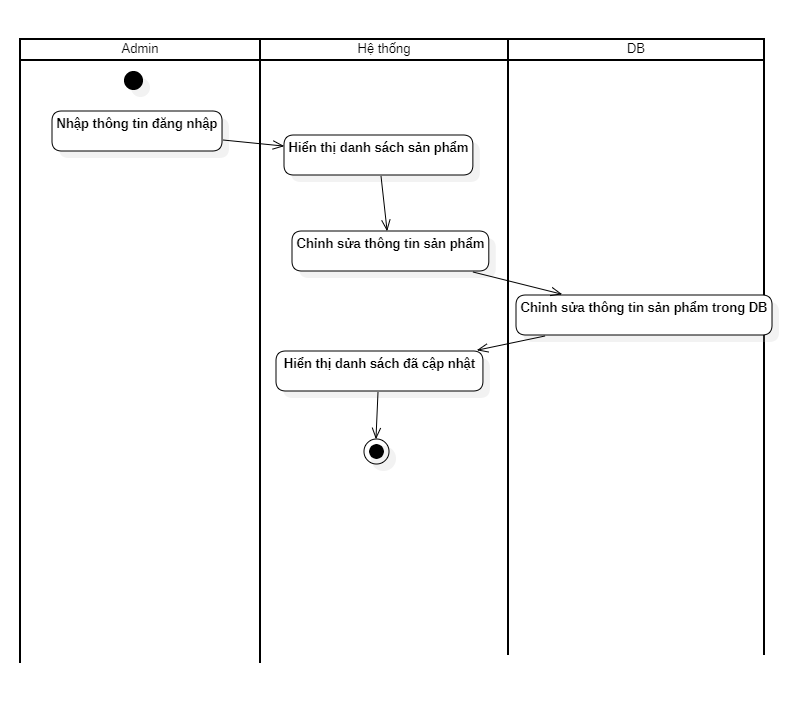 Admin
Hệ thống
DB
Nhập thông tin đăng nhập
Hiển thị danh sách sản phẩm
Chỉnh sửa thông tin sản phẩm
Chỉnh sửa thông tin sản phẩm trong DB
Hiển thị danh sách đã cập nhật